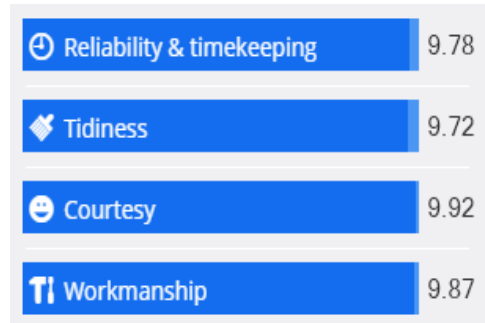 Reliability & timekeeping 9.78
Tidiness 9.72
Courtesy 9.92
Workmanship 9.87